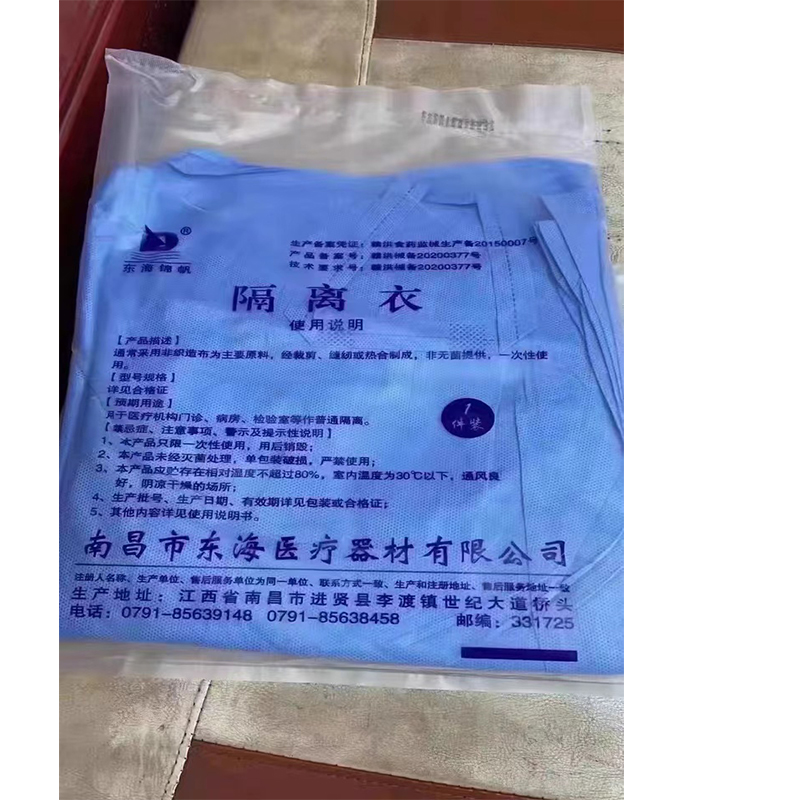 ®
东海锦帆
生产备案凭证：赣洪食药监械生产备20150007号
产品备案号：赣洪械备20200377号
技术要求号：赣洪械备20200377号
隔离衣
使用说明
【产品描述】
通常采用非织造布为主要原料，经裁剪、缝纫或热合制成，非无菌提供，一次性使
用。
【型号规格】
详见合格证
【预期用途】
用于医疗机构门诊、病房、检验室等作普通隔离。
【禁忌症、注意事项、警示及提示性说明】
1、本产品只限一次性使用，用后销毁；
2、本产品未经灭菌处理，单包装破损，严禁使用；
3、本产品应贮存在相对湿度不超过80%，室内温度为30℃以下，通风良
好，阴凉干燥的场所；
4、生产批号、生产日期、有效期详见包装或合格证；
5、其他内容详见使用说明书。
1
件装
南昌市东海医疗器材有限公司
注册人名称、生产单位、售后服务单位为同一单位、联系方式一致、生产和注册地址、售后服务地址一致
生产地址：江西省南昌市进贤县李渡镇世纪大道桥头
电话：0791-85639148 0791-85638458 邮编：331725